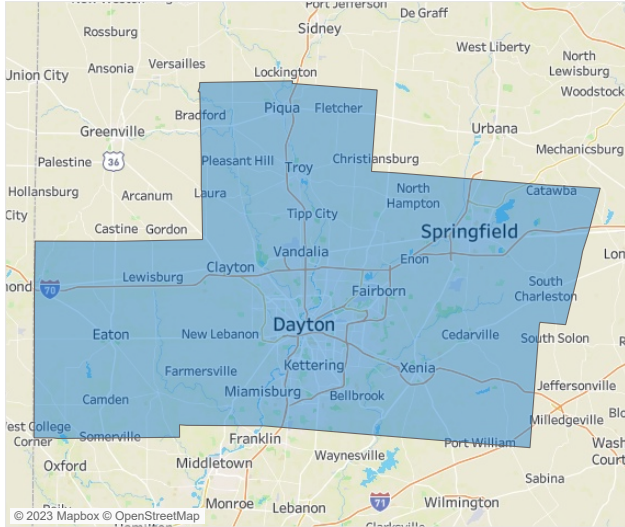 Port Jefferson
De Graff
Rossburg
Sidney
West Liberty
Versailles
North
Lewisburg
Union City
Ansonia
Lockington
Woodstock
Piqua
Fletcher
Bradford
Greenville
Urbana
Mechanicsburg
Palestine
36
Pleasant Hill
Troy
Christiansburg
Hollansburg
Arcanum
Laura
North
Hampton
Catawba
City
Tipp City
Castine
Gordon
Springfield
Vandalia
Enon
Clayton
Lewisburg
70
Fairborn
South
Charleston
Dayton
Eaton
New Lebanon
Cedarville
South Solon
Kettering
Xenia
Farmersville
Jeffersonville
Miamisburg
Bellbrook
Camden
Milledgeville
West College
Corner
Somerville
Franklin
Port William
Wash
Court
Oxford
Middletown
Waynesville
Sabina
71
Monroe
Lebanon
Wilmington
© 2023 Mapbox © OpenStreetMap